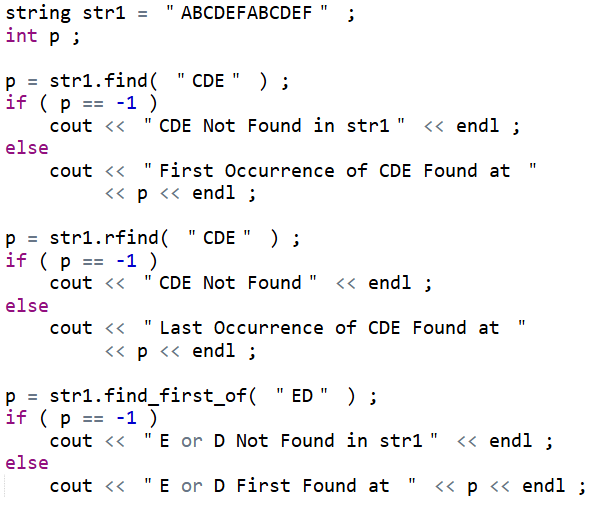 string str1 = "ABCDEFABCDEF" ;
int p ;
p = str1.find( "CDE" ) ;
if ( p == -1 )
cout << "CDE Not Found in str1" << endl ;
else
cout << "First Occurrence of CDE Found at "
<< p << endl ;
p = str1.rfind( "CDE" ) ;
if ( p == -1 )
cout << "CDE Not Found" << endl ;
else
cout << "Last Occurrence of CDE Found at "
<< p << endl ;
p = str1.find_first_of( "ED" ) ;
if ( p == -1 )
cout << "E or D Not Found in str1" << endl ;
else
cout << "E or D First Found at " << p << endl ;